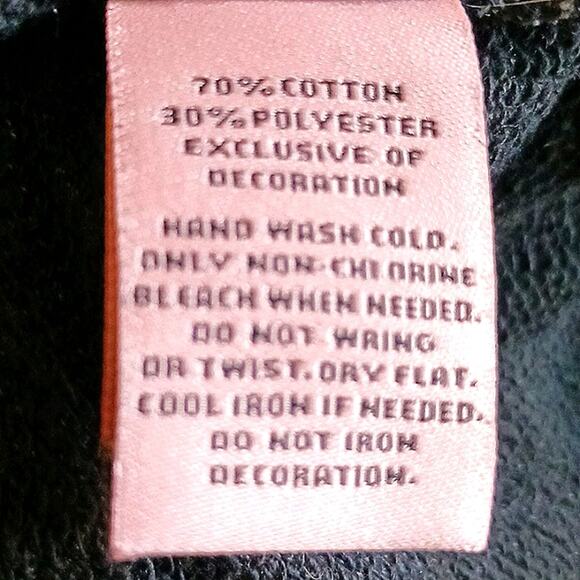 70% COTTON
30% POLYESTER
EXCLUSIVE OF
DECORATION
HAND WASH COLD.
ONLY NON-CHLORINE
BLEACH WHEN NEEDED.
DO NOT WRING
OR TWIST. DRY FLAT.
COOL IRON IF NEEDED.
DO NOT IRON
DECORATION.